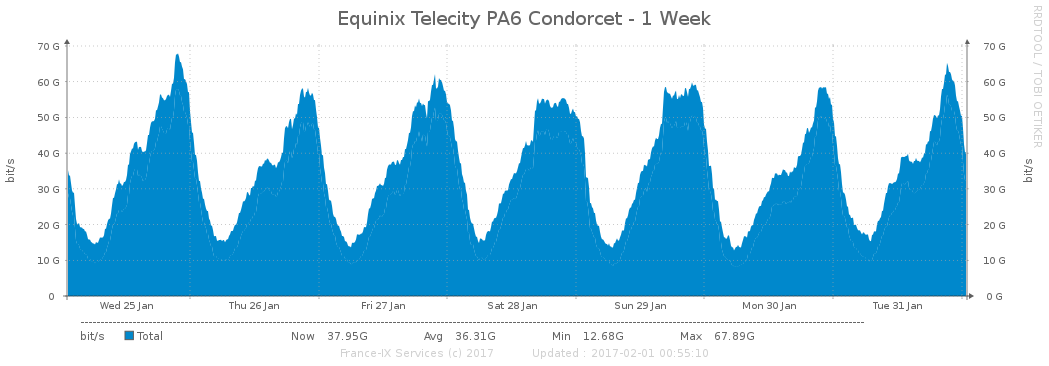 Equinix Telecity PA6 Condorcet - 1 Week
RRDTOOL / TOBI OETIKER
bit/s
70 G
60 G
50 G
40 G
30 G
20 G
10 G
0
70 G
60 G
50 G
40 G
30 G
20 G
10 G
0 G
bit/s
Wed 25 Jan Thu 26 Jan Fri 27 Jan Sat 28 Jan Sun 29 Jan Mon 30 Jan Tue 31 Jan
bit/s Total Now 37.95G Avg 36.31G Min 12.68G Max 67.89G
France-IX Services (c) 2017 Updated : 2017-02-01 00:55:10